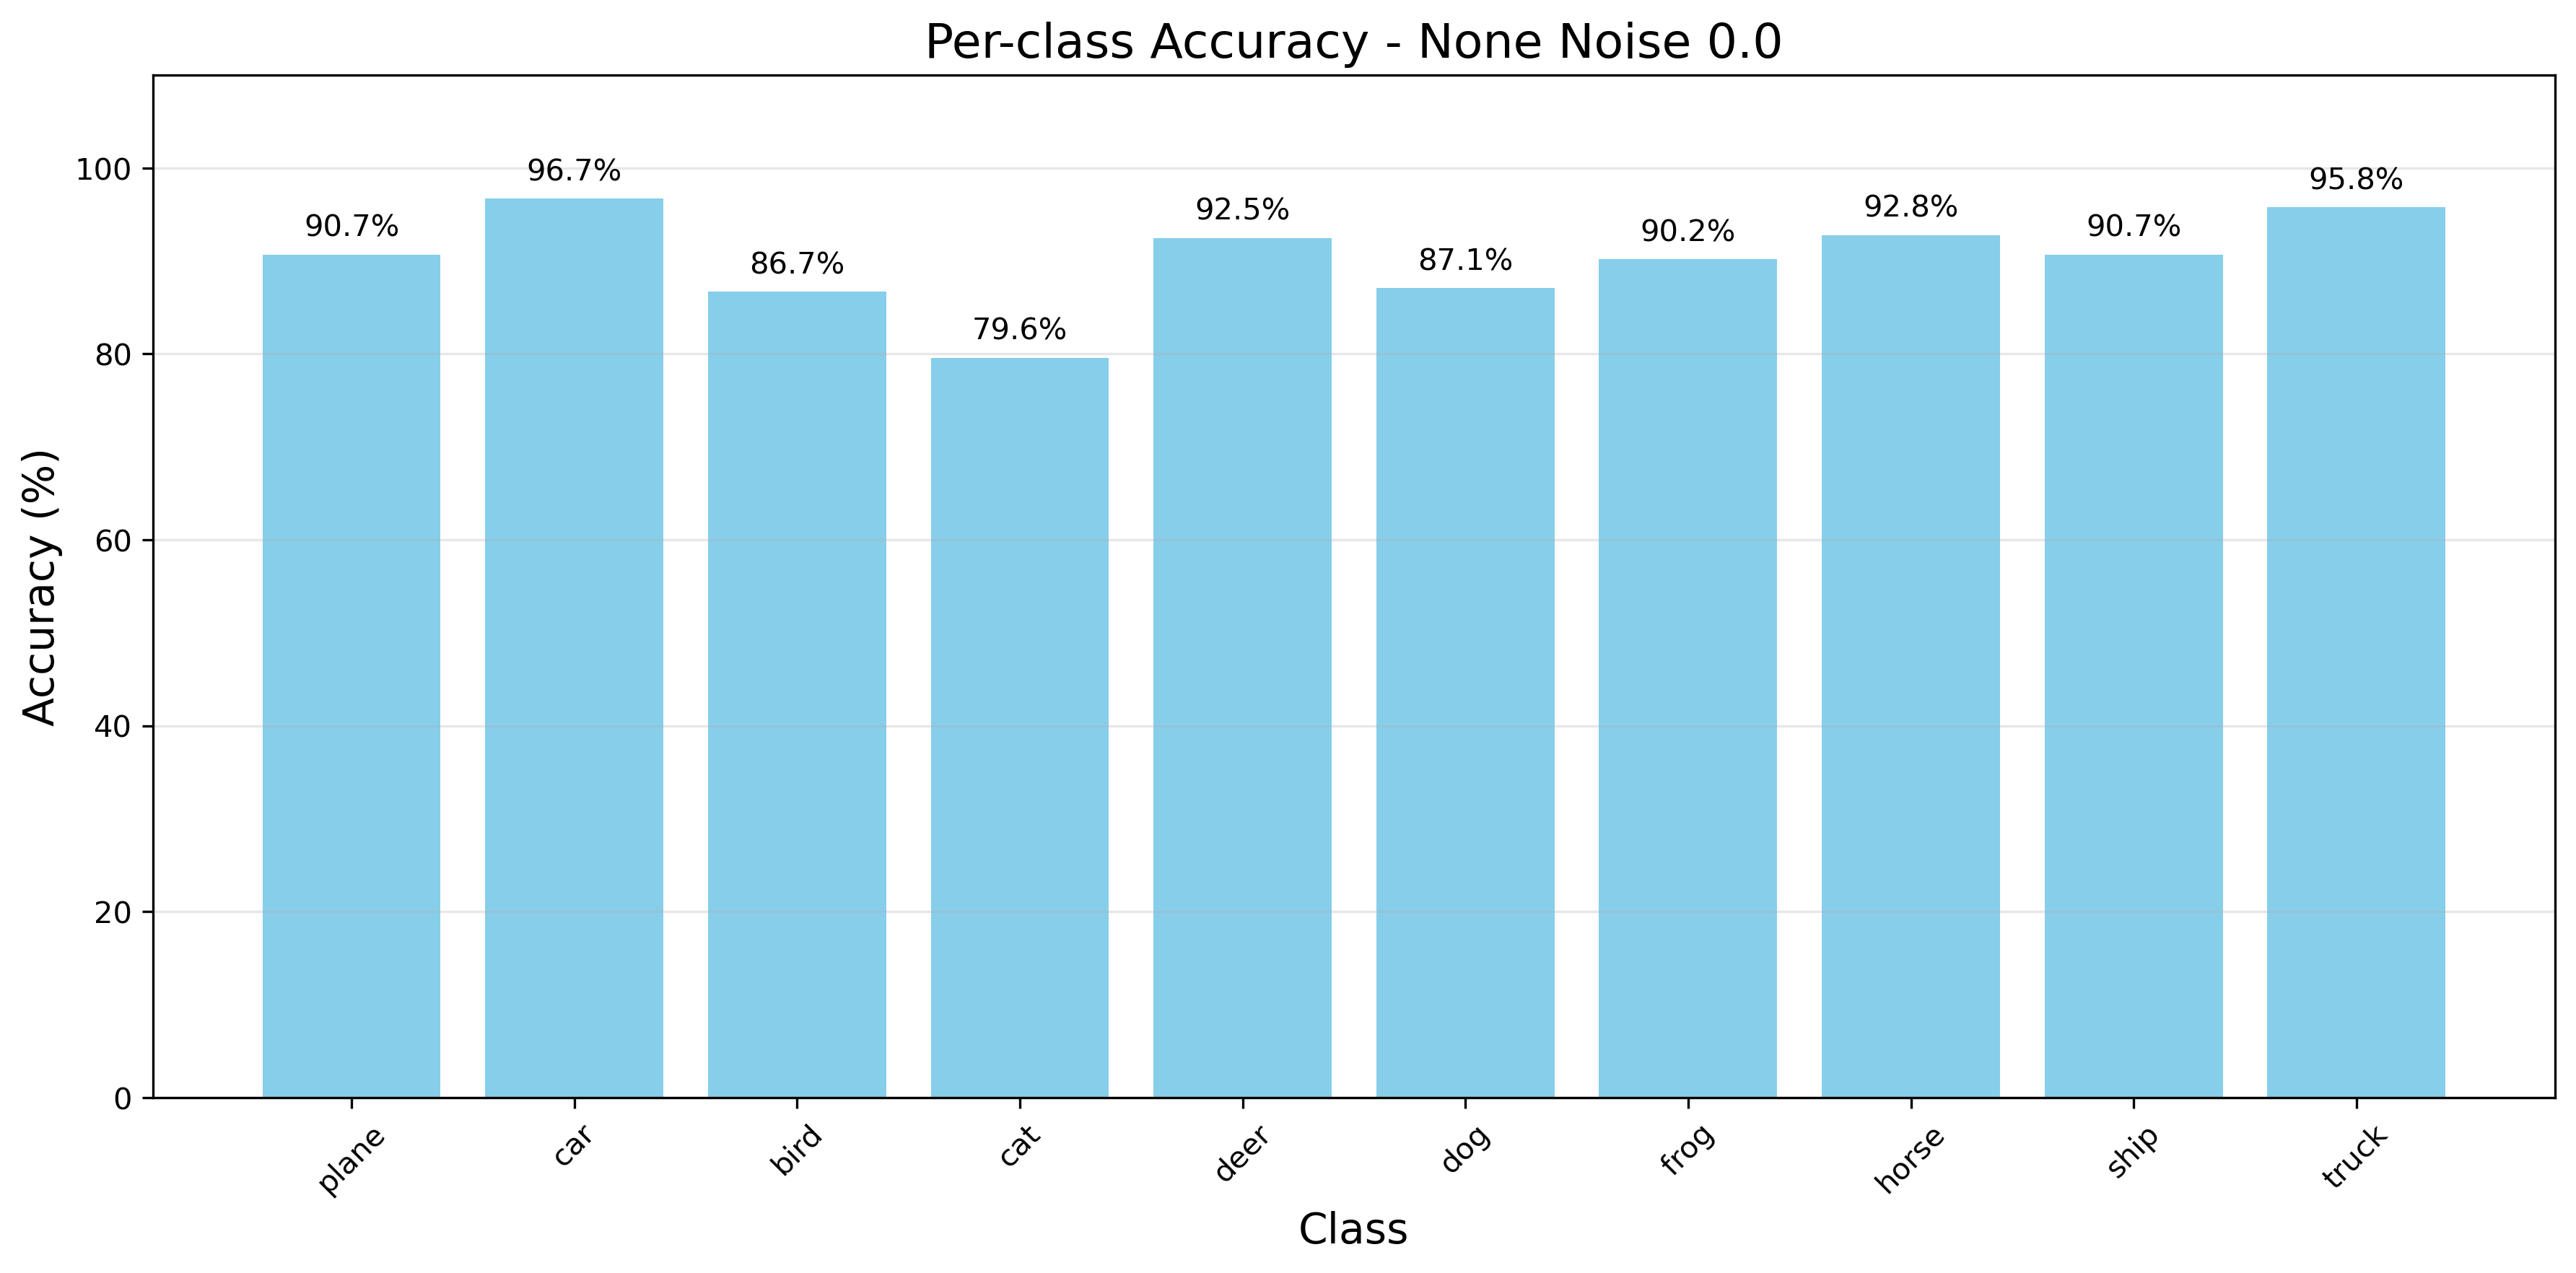 Per-class Accuracy - None Noise 0.0
Accuracy (%)
100
80
60
40
20
0
90.7%
96.7%
86.7%
79.6%
92.5%
87.1%
90.2%
92.8%
90.7%
95.8%
plane
car
bird
cat
deer
dog
frog
horse
ship
truck
Class